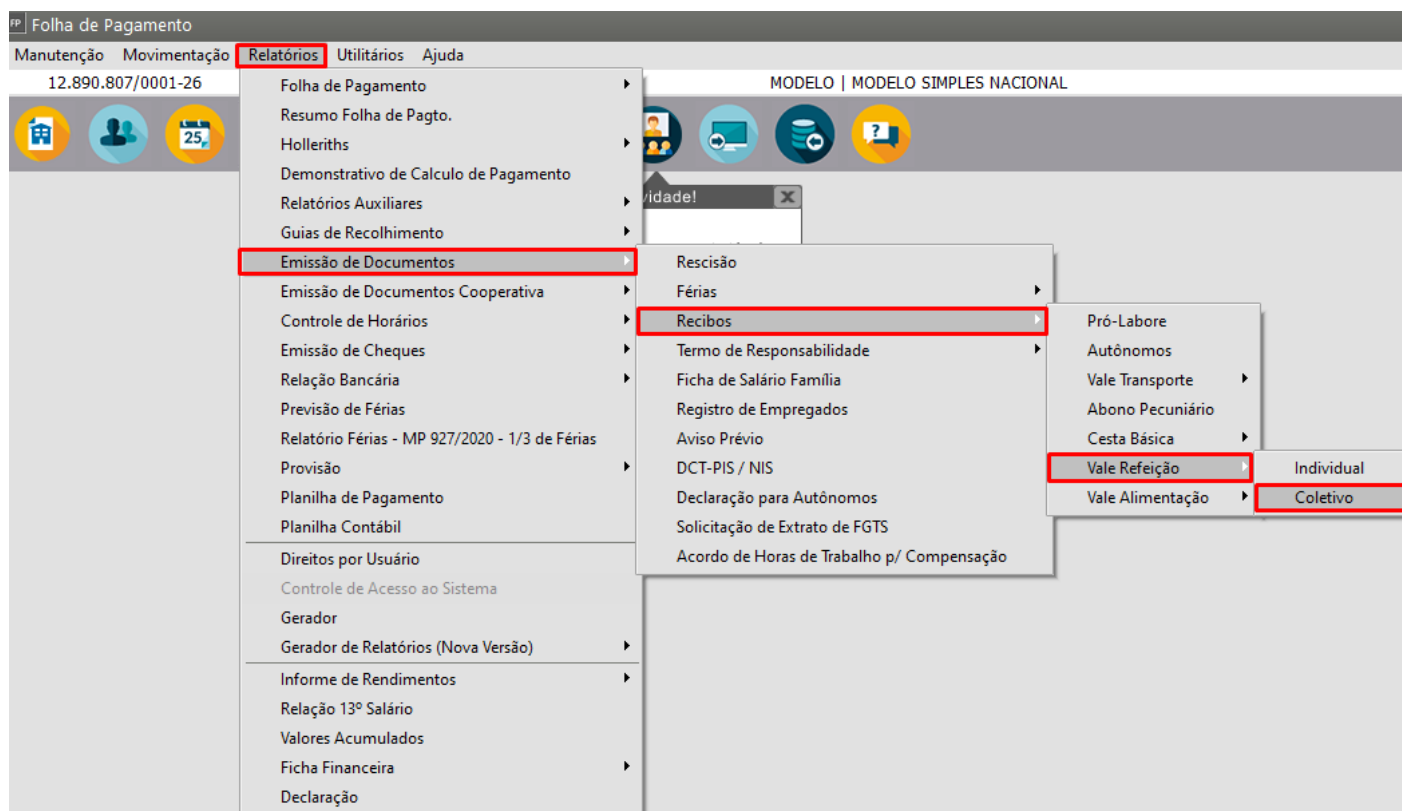 FP Folha de Pagamento
Manutenção Movimentação Relatórios Utilitários Ajuda
12.890.807/0001-26 MODELO | MODELO SIMPLES NACIONAL
25
?
Folha de Pagamento
Resumo Folha de Pagto.
Holleriths
Demonstrativo de Calculo de Pagamento
Relatórios Auxiliares
Guias de Recolhimento
Emissão de Documentos
Emissão de Documentos Cooperativa
Controle de Horários
Emissão de Cheques
Relação Bancária
Previsão de Férias
Relatório Férias - MP 927/2020 - 1/3 de Férias
Provisão
Planilha de Pagamento
Planilha Contábil
Direitos por Usuário
Controle de Acesso ao Sistema
Gerador
Gerador de Relatórios (Nova Versão)
Informe de Rendimentos
Relação 13º Salário
Valores Acumulados
Ficha Financeira
Declaração
vidade!
Rescisão
Férias
Recibos
Termo de Responsabilidade
Ficha de Salário Família
Registro de Empregados
Aviso Prévio
DCT-PIS / NIS
Declaração para Autônomos
Solicitação de Extrato de FGTS
Acordo de Horas de Trabalho p/ Compensação
Pró-Labore
Autônomos
Vale Transporte
Abono Pecuniário
Cesta Básica
Vale Refeição
Vale Alimentação
Individual
Coletivo